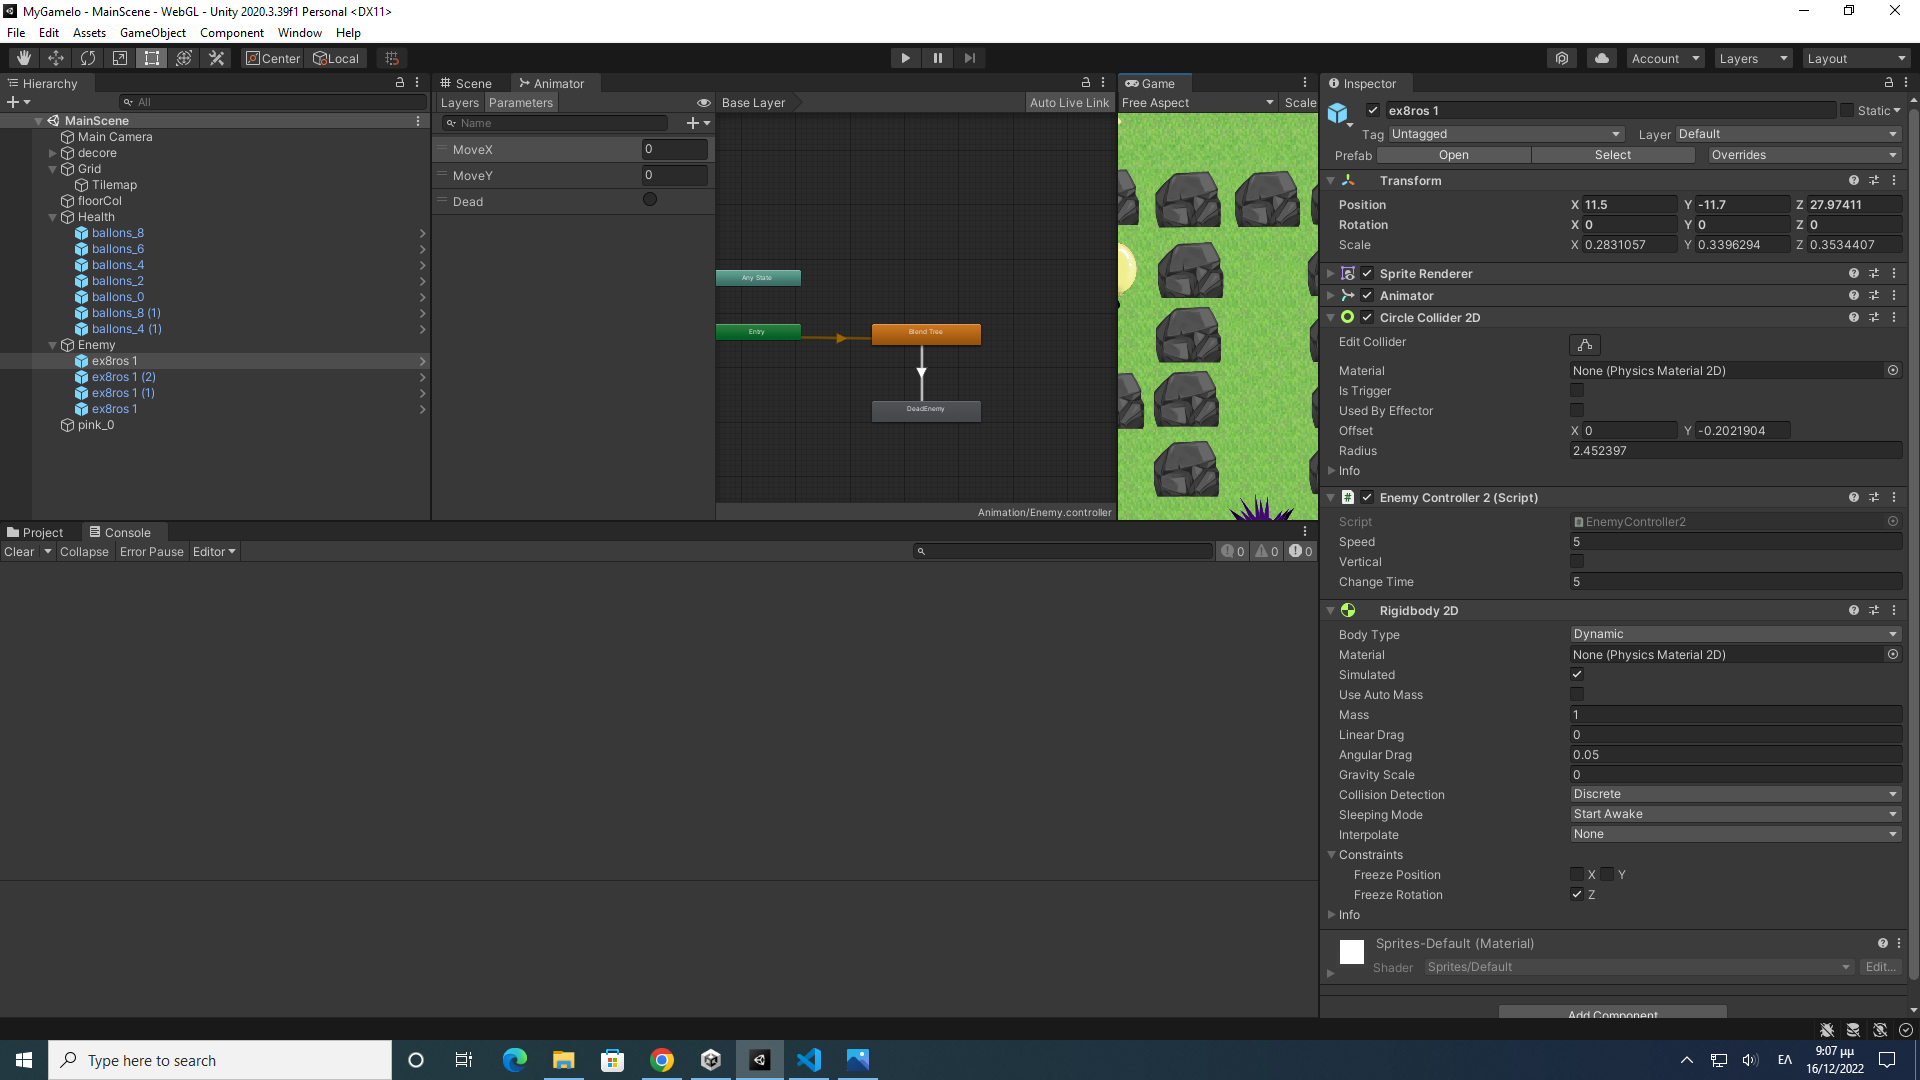 MyGamelo - MainScene - WebGL - Unity 2020.3.39f1 Personal <DX11>
File Edit Assets GameObject Component Window Help
Center Local Account Layers Layout
Hierarchy
All
MainScene
Main Camera
decore
Grid
Tilemap
floorCol
Health
ballons_8
ballons_6
ballons_4
ballons_2
ballons_0
ballons_8 (1)
ballons_4 (1)
Enemy
ex8ros 1
ex8ros 1 (2)
ex8ros 1 (1)
ex8ros 1
pink_0
Scene Animator
Layers Parameters Base Layer Auto Live Link
Name
MoveX 0
MoveY 0
Dead
Any State
Entry
Blend Tree
DeadEnemy
Animation/Enemy.controller
Game
Free Aspect Scale
Project Console
Clear Collapse Error Pause Editor 0 0 0
Inspector
ex8ros 1 Static
Tag Untagged Layer Default
Prefab Open Select Overrides
Transform
Position X 11.5 Y -11.7 Z 27.97411
Rotation X 0 Y 0 Z 0
Scale X 0.2831057 Y 0.3396294 Z 0.3534407
Sprite Renderer
Animator
Circle Collider 2D
Edit Collider
Material None (Physics Material 2D)
Is Trigger
Used By Effector
Offset X 0 Y -0.2021904
Radius 2.452397
Info
Enemy Controller 2 (Script)
Script EnemyController2
Speed 5
Vertical
Change Time 5
Rigidbody 2D
Body Type Dynamic
Material None (Physics Material 2D)
Simulated
Use Auto Mass
Mass 1
Linear Drag 0
Angular Drag 0.05
Gravity Scale 0
Collision Detection Discrete
Sleeping Mode Start Awake
Interpolate None
Constraints
Freeze Position X Y
Freeze Rotation Z
Info
Sprites-Default (Material)
Shader Sprites/Default Edit...
Add Component
Type here to search
ΕΛ
9:07 μμ
16/12/2022